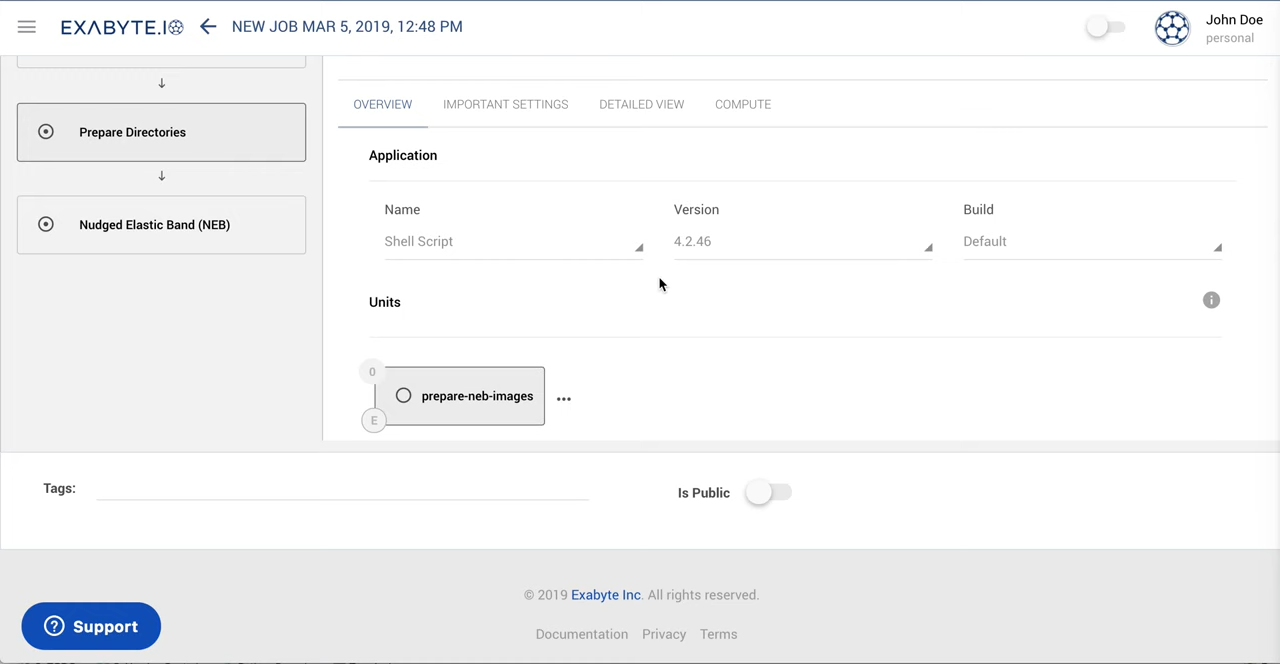 EXABYTE.IO
NEW JOB MAR 5, 2019, 12:48 PM
John Doe
personal
Prepare Directories
Nudged Elastic Band (NEB)
OVERVIEW IMPORTANT SETTINGS DETAILED VIEW COMPUTE
Application
Name Version Build
Shell Script 4.2.46 Default
Units
0
prepare-neb-images
E
Tags:
Is Public
© 2019 Exabyte Inc. All rights reserved.
Documentation Privacy Terms
Support